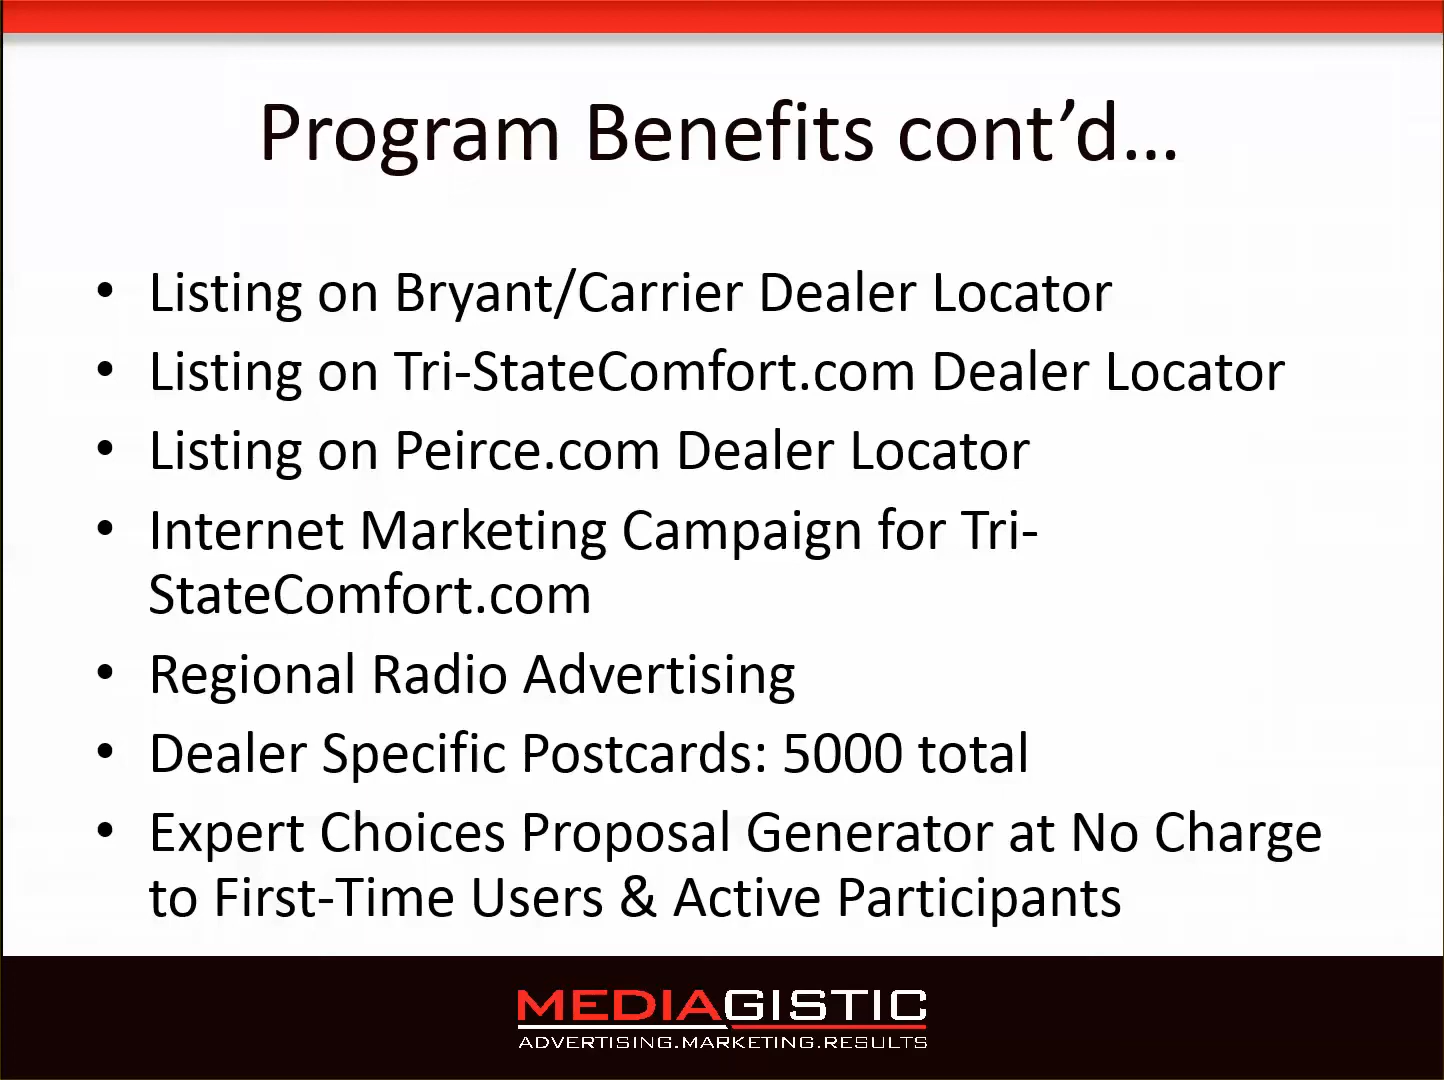 Program Benefits cont’d…
• Listing on Bryant/Carrier Dealer Locator
• Listing on Tri-StateComfort.com Dealer Locator
• Listing on Peirce.com Dealer Locator
• Internet Marketing Campaign for Tri-
StateComfort.com
• Regional Radio Advertising
• Dealer Specific Postcards: 5000 total
• Expert Choices Proposal Generator at No Charge
to First-Time Users & Active Participants
MEDIAGISTIC
ADVERTISING.MARKETING.RESULTS